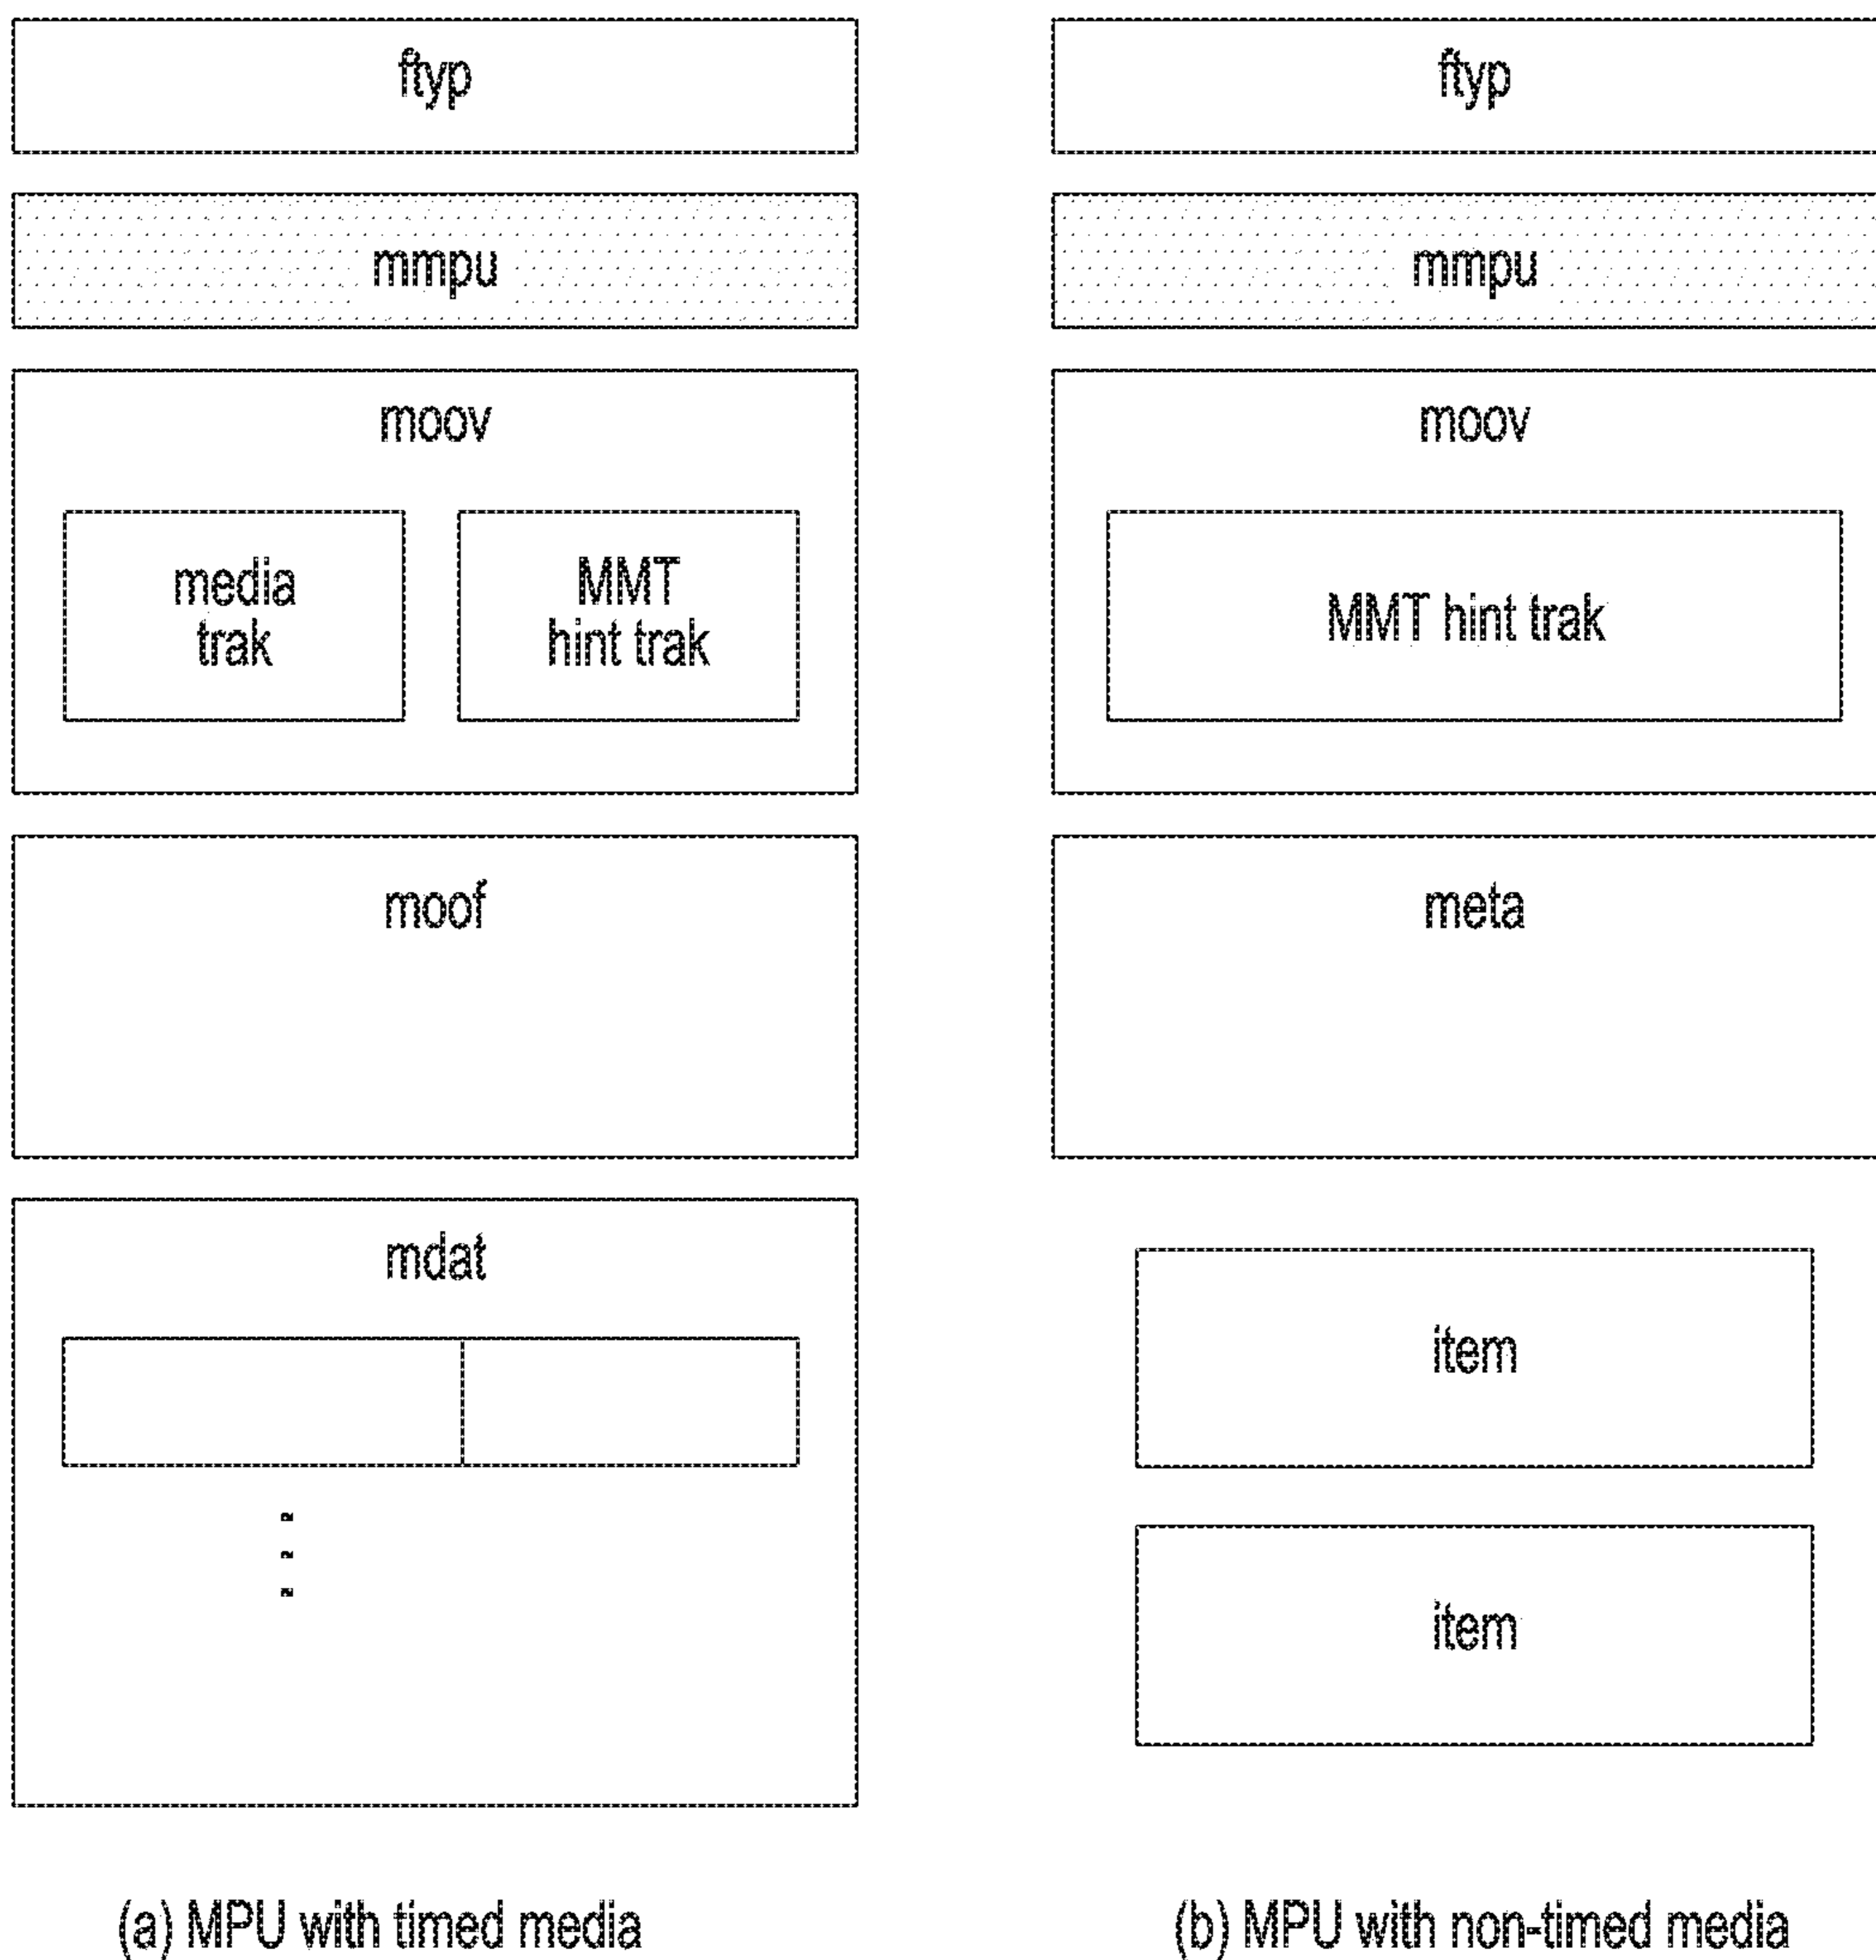 ftyp
mmpu
moov
media
trak
MMT
hint trak
moof
mdat
(a) MPU with timed media
ftyp
mmpu
moov
MMT hint trak
meta
item
item
(b) MPU with non-timed media